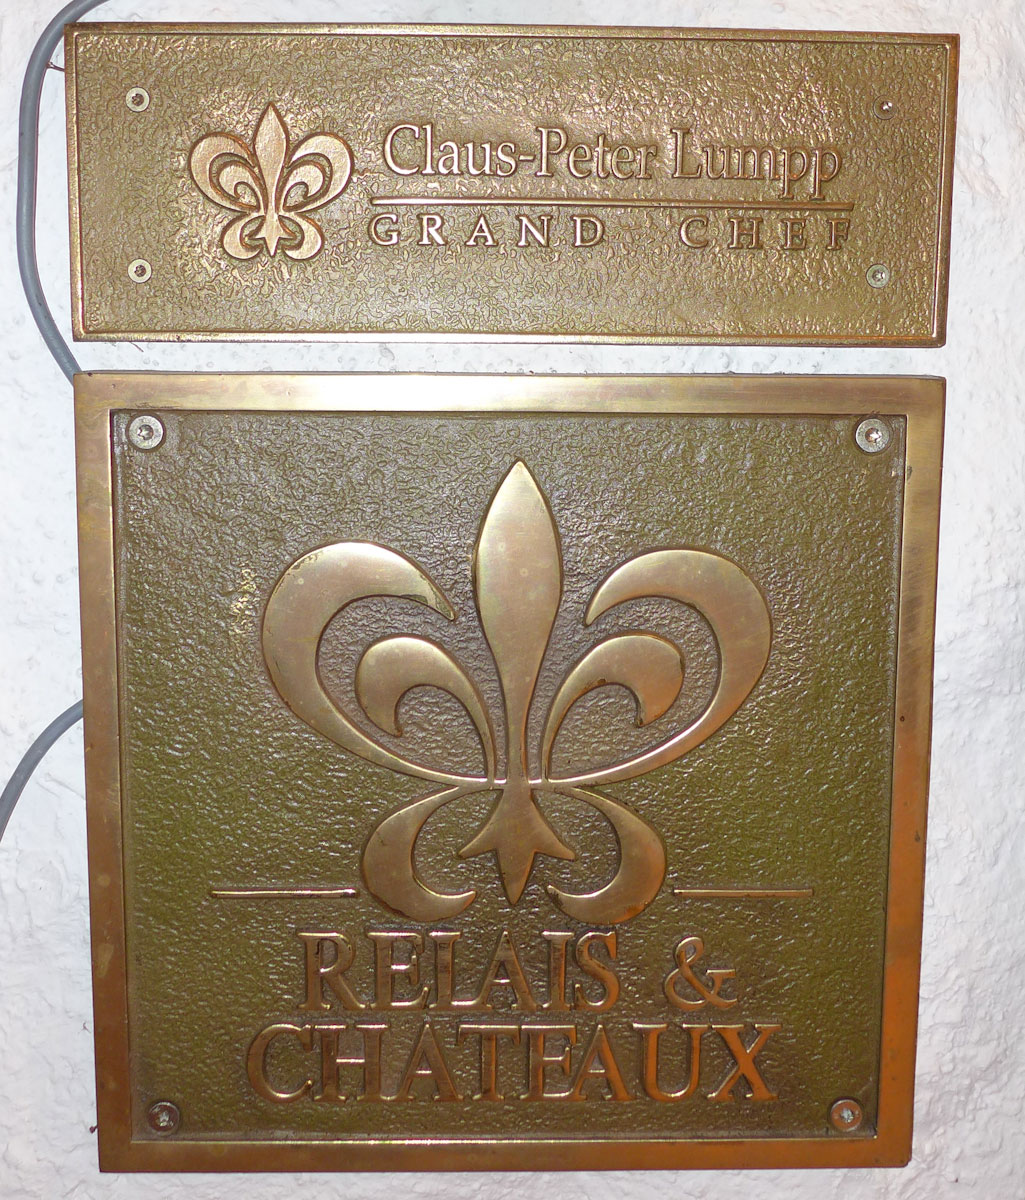 Claus-Peter Lumpp
GRAND CHEF
RELAIS &
CHATEAUX